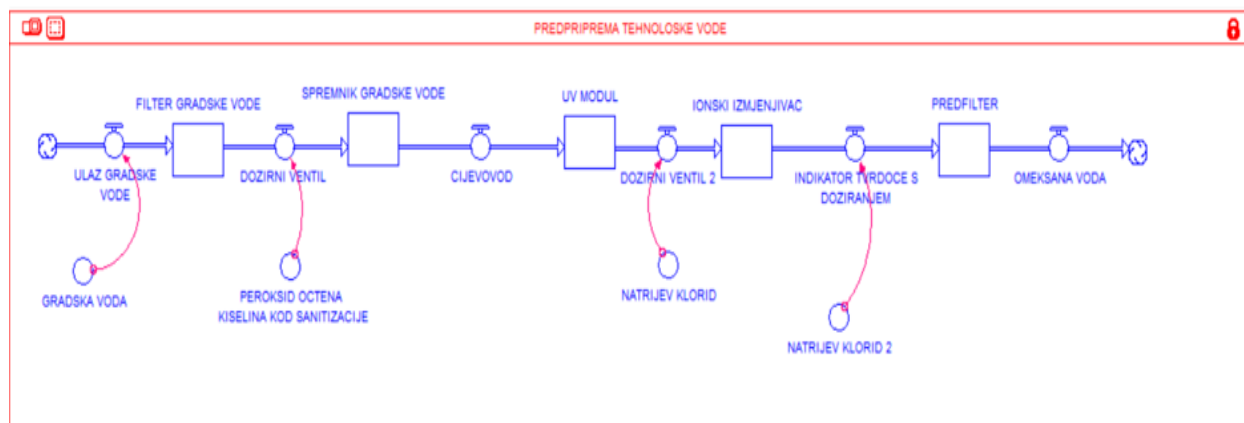 PREDPRIPREMA TEHNOLOSKE VODE
FILTER GRADSKE VODE
SPREMNIK GRADSKE VODE
UV MODUL
IONSKI IZMJENJIVAC
PREDFILTER
ULAZ GRADSKE
VODE
DOZIRNI VENTIL
CIJEVOVOD
DOZIRNI VENTIL 2
INDIKATOR TVRDOCE S
DOZIRANJEM
OMEKSANA VODA
GRADSKA VODA
PEROKSID OCTENA
KISELINA KOD SANITIZACIJE
NATRIJEV KLORID
NATRIJEV KLORID 2